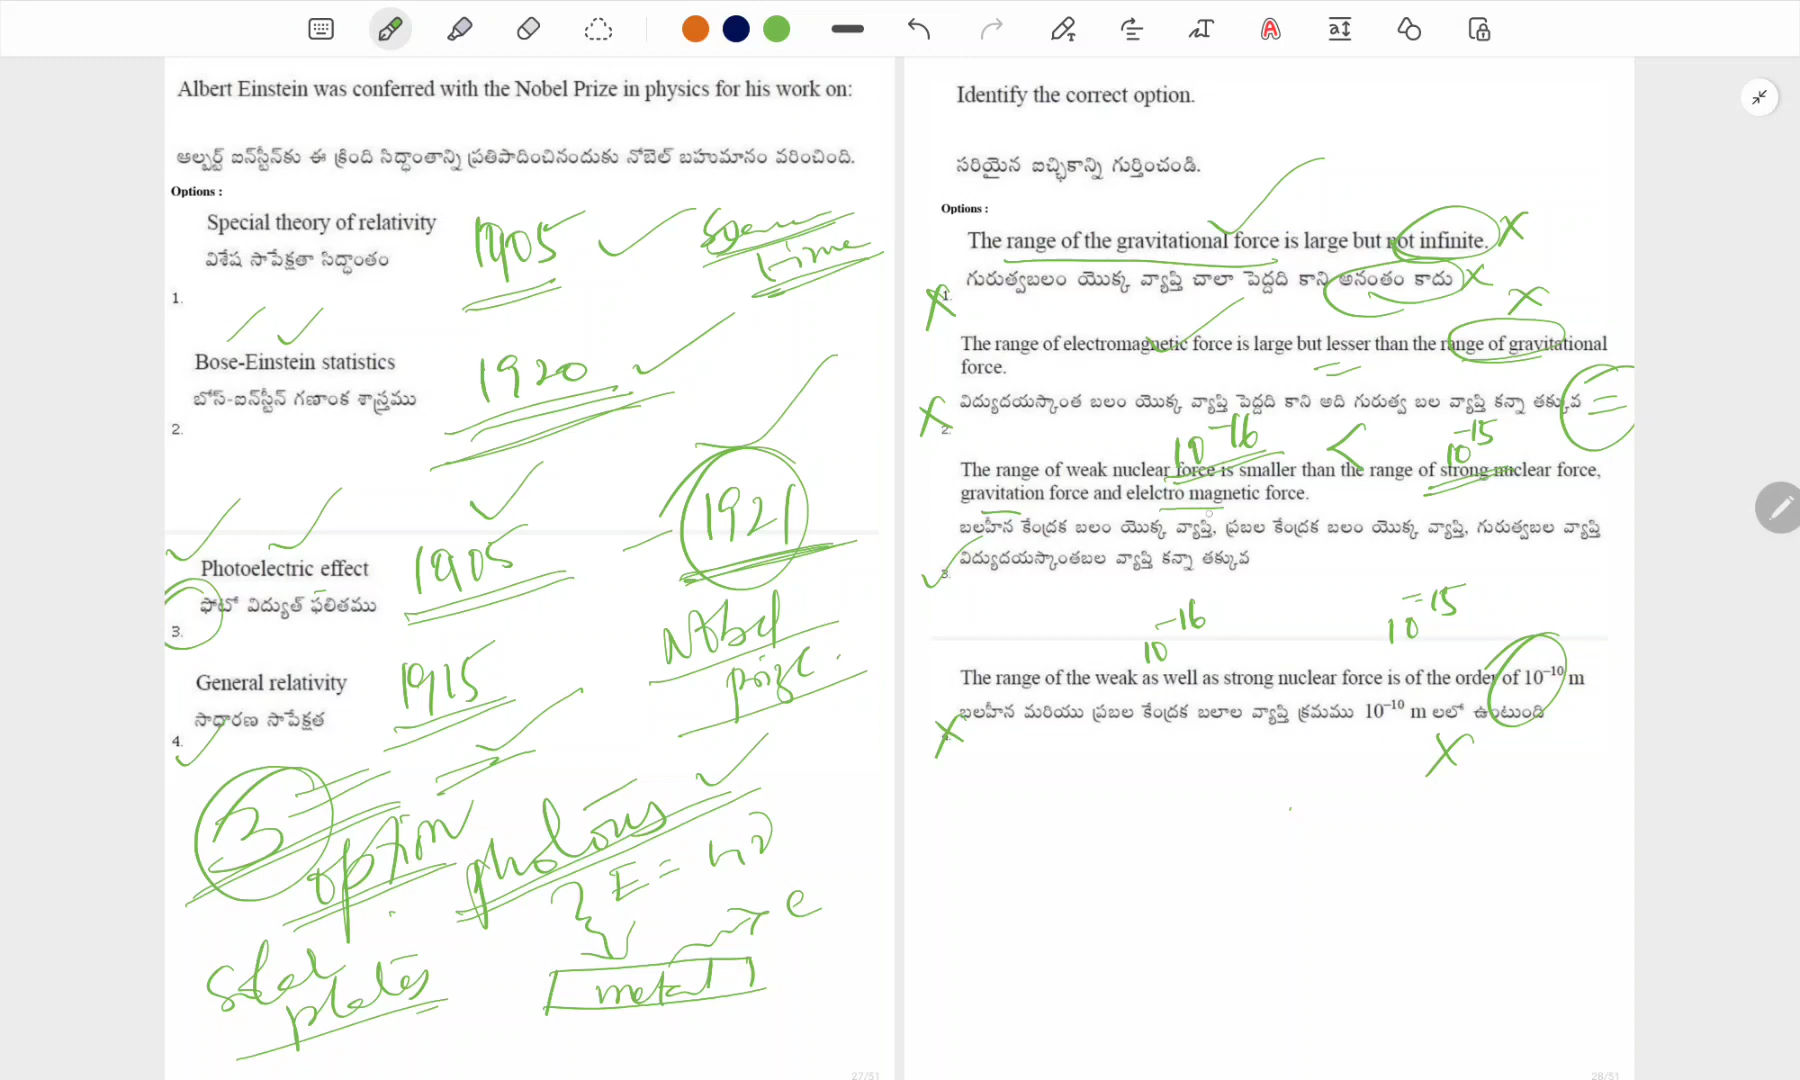 Albert Einstein was conferred with the Nobel Prize in physics for his work on:
ఆల్బర్ట్ ఐన్‌స్టీన్‌కు ఈ క్రింది సిద్ధాంతాన్ని ప్రతిపాదించినందుకు నోబెల్ బహుమానం వరించింది.
Options :
Special theory of relativity
1905
time
విశేష సాపేక్షతా సిద్ధాంతం
1.
Bose-Einstein statistics
1920
బోస్-ఐన్‌స్టీన్ గణాంక శాస్త్రము
2.
1921
Photoelectric effect
1905
ఫోటో విద్యుత్ ఫలితము
3.
Nobel
prize
General relativity
1915
సాధారణ సాపేక్షత
4.
3
option
photons
E = hν
e
plates
metal
27/51
Identify the correct option.
సరియైన ఐచ్ఛికాన్ని గుర్తించండి.
Options :
The range of the gravitational force is large but not infinite. X
గురుత్వబలం యొక్క వ్యాప్తి చాలా పెద్దది కాని అనంతం కాదు X
1.
X
X
The range of electromagnetic force is large but lesser than the range of gravitational
force.
=
విద్యుదయస్కాంత బలం యొక్క వ్యాప్తి పెద్దది కాని అది గురుత్వ బల వ్యాప్తి కన్నా తక్కువ =
X
2.
10⁻¹⁶ < 10⁻¹⁵
The range of weak nuclear force is smaller than the range of strong nuclear force,
gravitation force and elelctro magnetic force.
బలహీన కేంద్రక బలం యొక్క వ్యాప్తి, ప్రబల కేంద్రక బలం యొక్క వ్యాప్తి, గురుత్వబల వ్యాప్తి
విద్యుదయస్కాంతబల వ్యాప్తి కన్నా తక్కువ
3.
10⁻¹⁶ 10⁻¹⁵
The range of the weak as well as strong nuclear force is of the order of 10⁻¹⁰ m
బలహీన మరియు ప్రబల కేంద్రక బలాల వ్యాప్తి క్రమము 10⁻¹⁰ m లలో ఉంటుంది
X
X
28/51